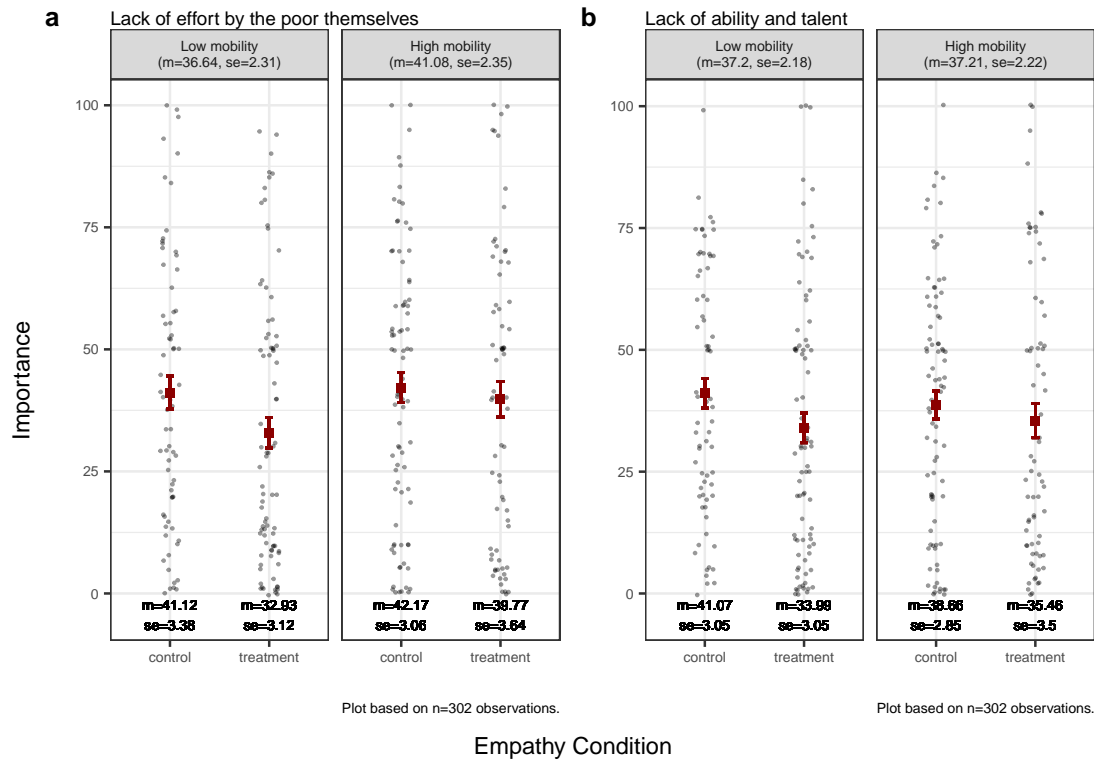 a Lack of effort by the poor themselves
Low mobility
(m=36.64, se=2.31)
High mobility
(m=41.08, se=2.35)
Importance
100
75
50
25
0
m=41.12
se=3.38
m=32.93
se=3.12
m=42.17
se=3.06
m=39.77
se=3.64
control
treatment
control
treatment
Plot based on n=302 observations.
b Lack of ability and talent
Low mobility
(m=37.2, se=2.18)
High mobility
(m=37.21, se=2.22)
100
75
50
25
0
m=41.07
se=3.05
m=33.99
se=3.05
m=38.66
se=2.85
m=35.46
se=3.5
control
treatment
control
treatment
Plot based on n=302 observations.
Empathy Condition